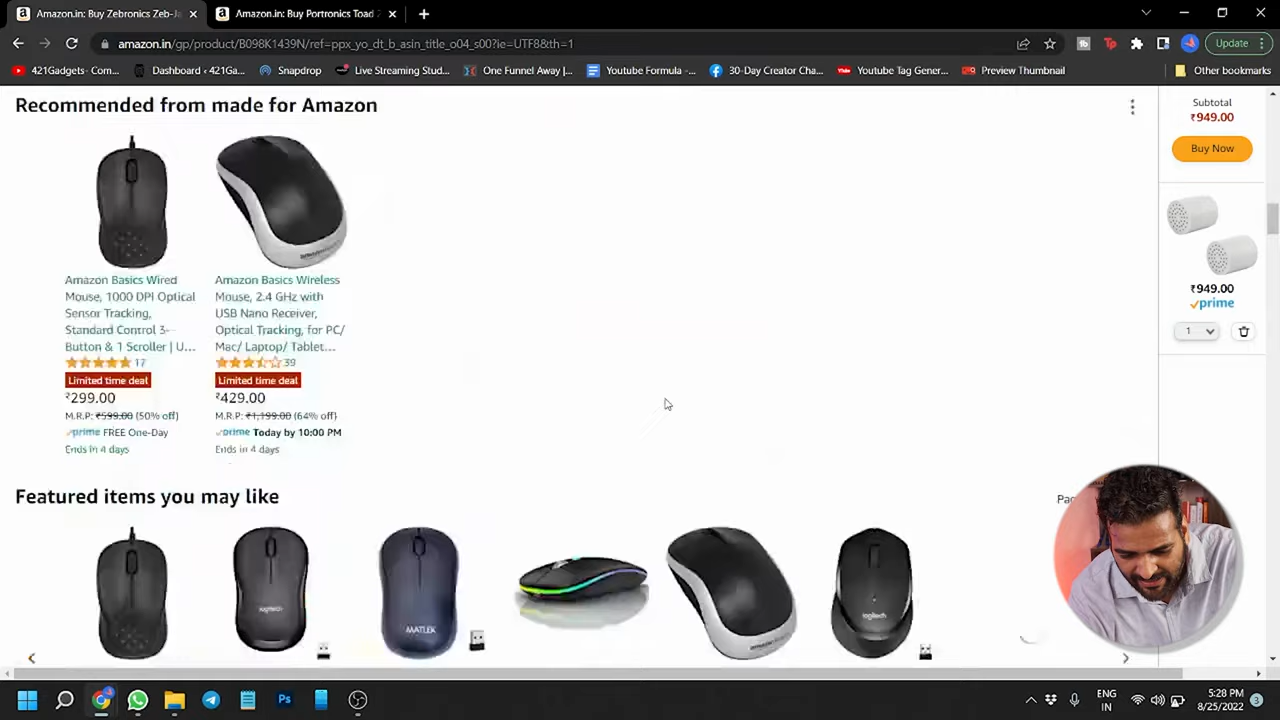 Amazon.in: Buy Zebronics Zeb-Ja
Amazon.in: Buy Portronics Toad 2
amazon.in/gp/product/B098K1439N/ref=ppx_yo_dt_b_asin_title_o04_s00?ie=UTF8&th=1
Update
421Gadgets- Com...
Dashboard ‹ 421Ga...
Snapdrop
Live Streaming Stud...
One Funnel Away |...
Youtube Formula -...
30-Day Creator Cha...
Youtube Tag Gener...
Preview Thumbnail
Other bookmarks
Recommended from made for Amazon
Amazon Basics Wired
Mouse, 1000 DPI Optical
Sensor Tracking,
Standard Control 3-
Button & 1 Scroller | U...
17
Limited time deal
₹299.00
M.R.P: ₹599.00 (50% off)
prime FREE One-Day
Ends in 4 days
Amazon Basics Wireless
Mouse, 2.4 GHz with
USB Nano Receiver,
Optical Tracking, for PC/
Mac/ Laptop/ Tablet...
39
Limited time deal
₹429.00
M.R.P: ₹1,199.00 (64% off)
prime Today by 10:00 PM
Ends in 4 days
Subtotal
₹949.00
Buy Now
₹949.00
prime
1
Featured items you may like
logitech
MATLEK
logitech
ENG
IN
5:28 PM
8/25/2022
3